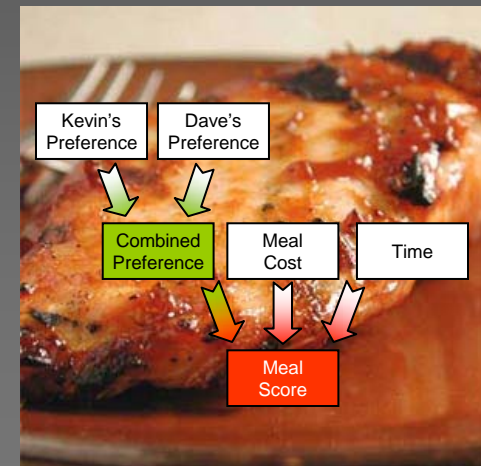 Kevin's
Preference
Dave's
Preference
Combined
Preference
Meal
Cost
Time
Meal
Score